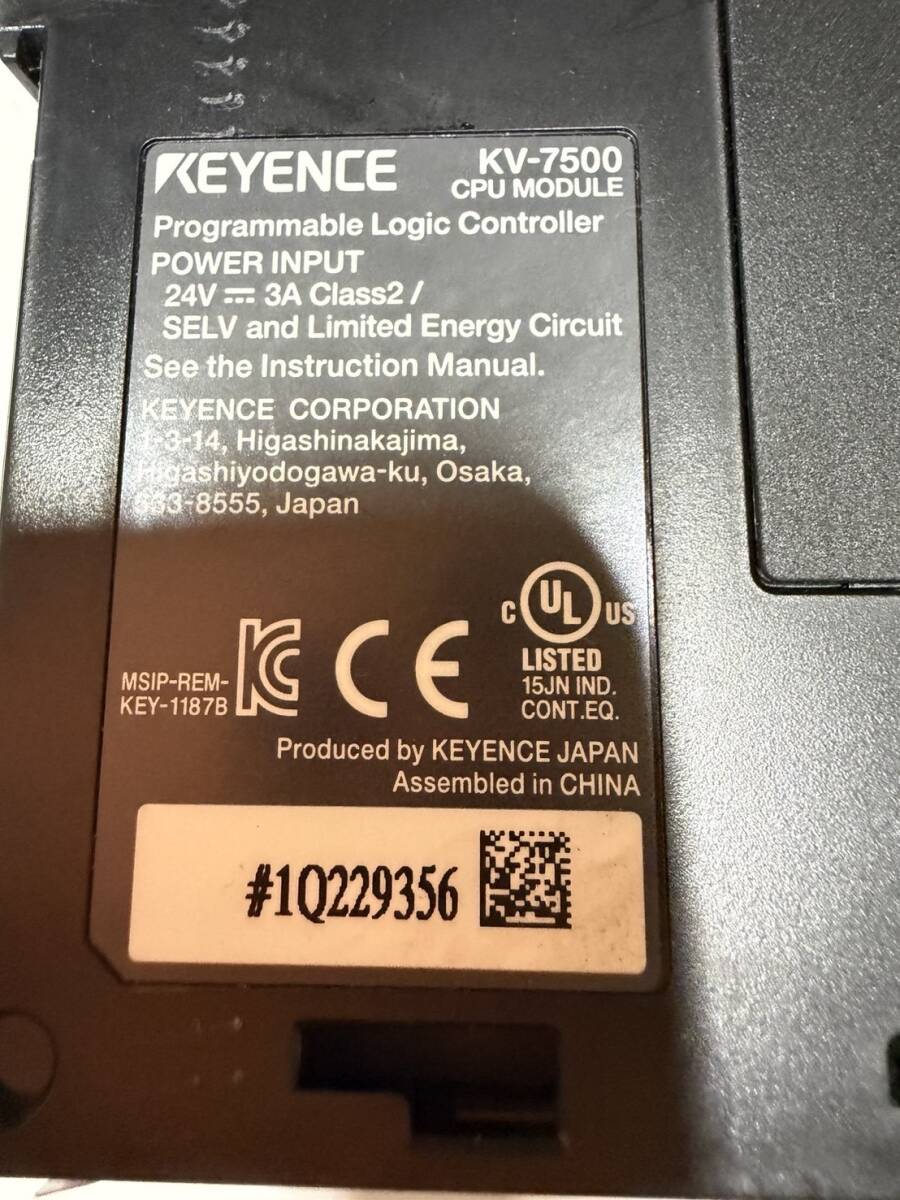 KEYENCE KV-7500
CPU MODULE
Programmable Logic Controller
POWER INPUT
24V ⎓ 3A Class2 /
SELV and Limited Energy Circuit
See the Instruction Manual.
KEYENCE CORPORATION
1-3-14, Higashinakajima,
Higashiyodogawa-ku, Osaka,
533-8555, Japan
C UL US
LISTED
15JN IND.
CONT.EQ.
MSIP-REM-
KEY-1187B
KC CE
Produced by KEYENCE JAPAN
Assembled in CHINA
#1Q229356